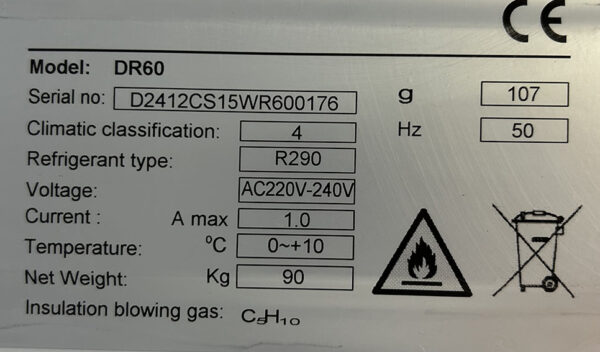 CE
Model: DR60
Serial no: D2412CS15WR600176 g 107
Climatic classification: 4 Hz 50
Refrigerant type: R290
Voltage: AC220V-240V
Current : A max 1.0
Temperature: ºC 0~+10
Net Weight: Kg 90
Insulation blowing gas: C₅H₁₀